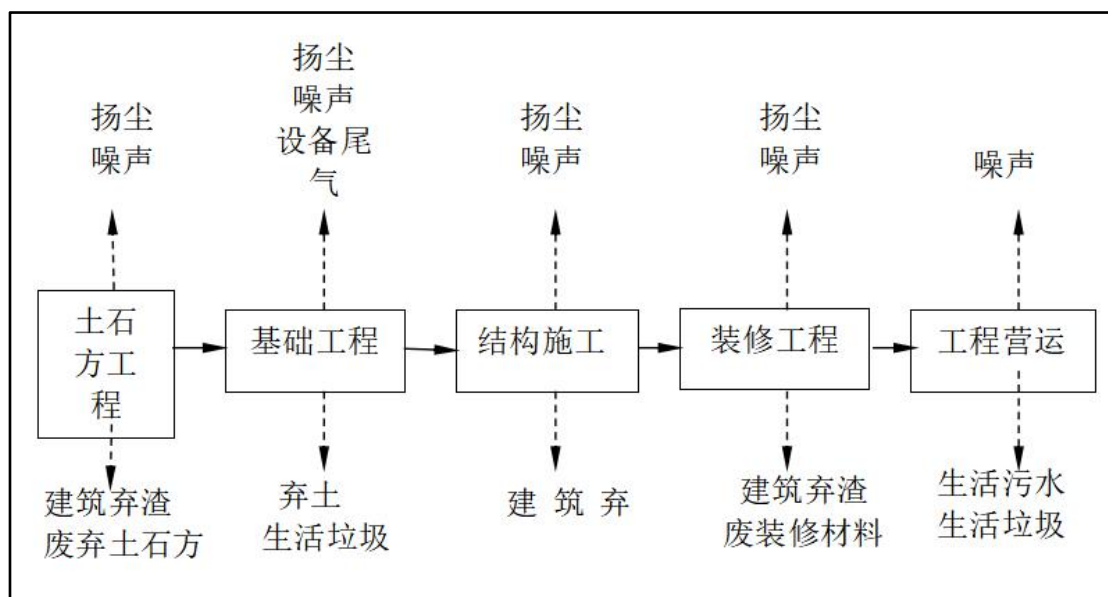 扬尘
噪声
扬尘
噪声
设备尾
气
扬尘
噪声
扬尘
噪声
噪声
土石
方工
程
基础工程
结构施工
装修工程
工程营运
建筑弃渣
废弃土石方
弃土
生活垃圾
建 筑 弃
建筑弃渣
废装修材料
生活污水
生活垃圾